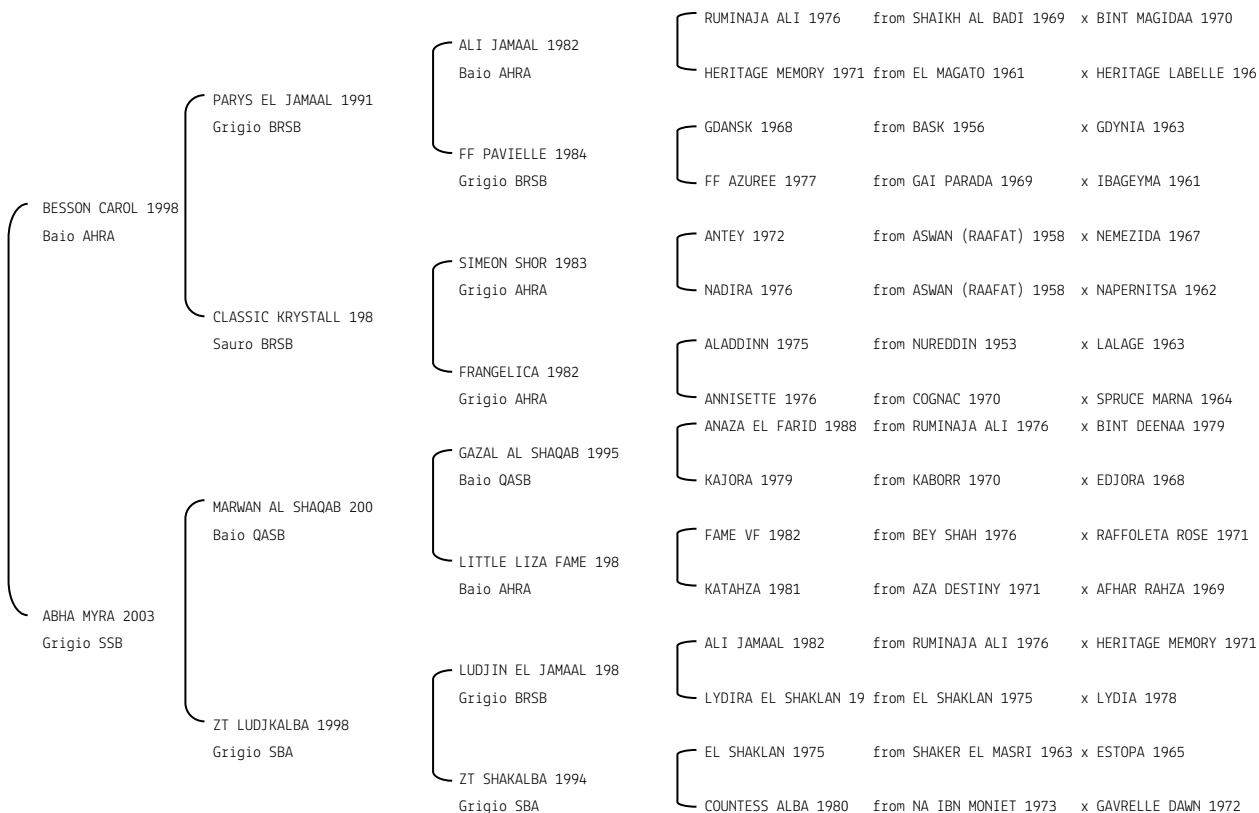 RUMINAJA ALI 1976 from SHAIKH AL BADI 1969 x BINT MAGIDAA 1970
ALI JAMAAL 1982
Baio AHRA
HERITAGE MEMORY 1971 from EL MAGATO 1961 x HERITAGE LABELLE 196
PARYS EL JAMAAL 1991
Grigio BRSB
GDANSK 1968 from BASK 1956 x GDYNIA 1963
FF PAVIELLE 1984
Grigio BRSB
FF AZUREE 1977 from GAI PARADA 1969 x IBAGEYMA 1961
BESSON CAROL 1998
Baio AHRA
ANTEY 1972 from ASWAN (RAAFAT) 1958 x NEMEZIDA 1967
SIMEON SHOR 1983
Grigio AHRA
NADIRA 1976 from ASWAN (RAAFAT) 1958 x NAPERNITSA 1962
CLASSIC KRYSTALL 198
Sauro BRSB
ALADDINN 1975 from NUREDDIN 1953 x LALAGE 1963
FRANGELICA 1982
Grigio AHRA
ANNISETTE 1976 from COGNAC 1970 x SPRUCE MARNA 1964
ANAZA EL FARID 1988 from RUMINAJA ALI 1976 x BINT DEENAA 1979
GAZAL AL SHAQAB 1995
Baio QASB
KAJORA 1979 from KABORR 1970 x EDJORA 1968
MARWAN AL SHAQAB 200
Baio QASB
FAME VF 1982 from BEY SHAH 1976 x RAFFOLETA ROSE 1971
LITTLE LIZA FAME 198
Baio AHRA
KATAHZA 1981 from AZA DESTINY 1971 x AFHAR RAHZA 1969
ABHA MYRA 2003
Grigio SSB
ALI JAMAAL 1982 from RUMINAJA ALI 1976 x HERITAGE MEMORY 1971
LUDJIN EL JAMAAL 198
Grigio BRSB
LYDIRA EL SHAKLAN 19 from EL SHAKLAN 1975 x LYDIA 1978
ZT LUDJKALBA 1998
Grigio SBA
EL SHAKLAN 1975 from SHAKER EL MASRI 1963 x ESTOPA 1965
ZT SHAKALBA 1994
Grigio SBA
COUNTESS ALBA 1980 from NA IBN MONIET 1973 x GAVRELLE DAWN 1972